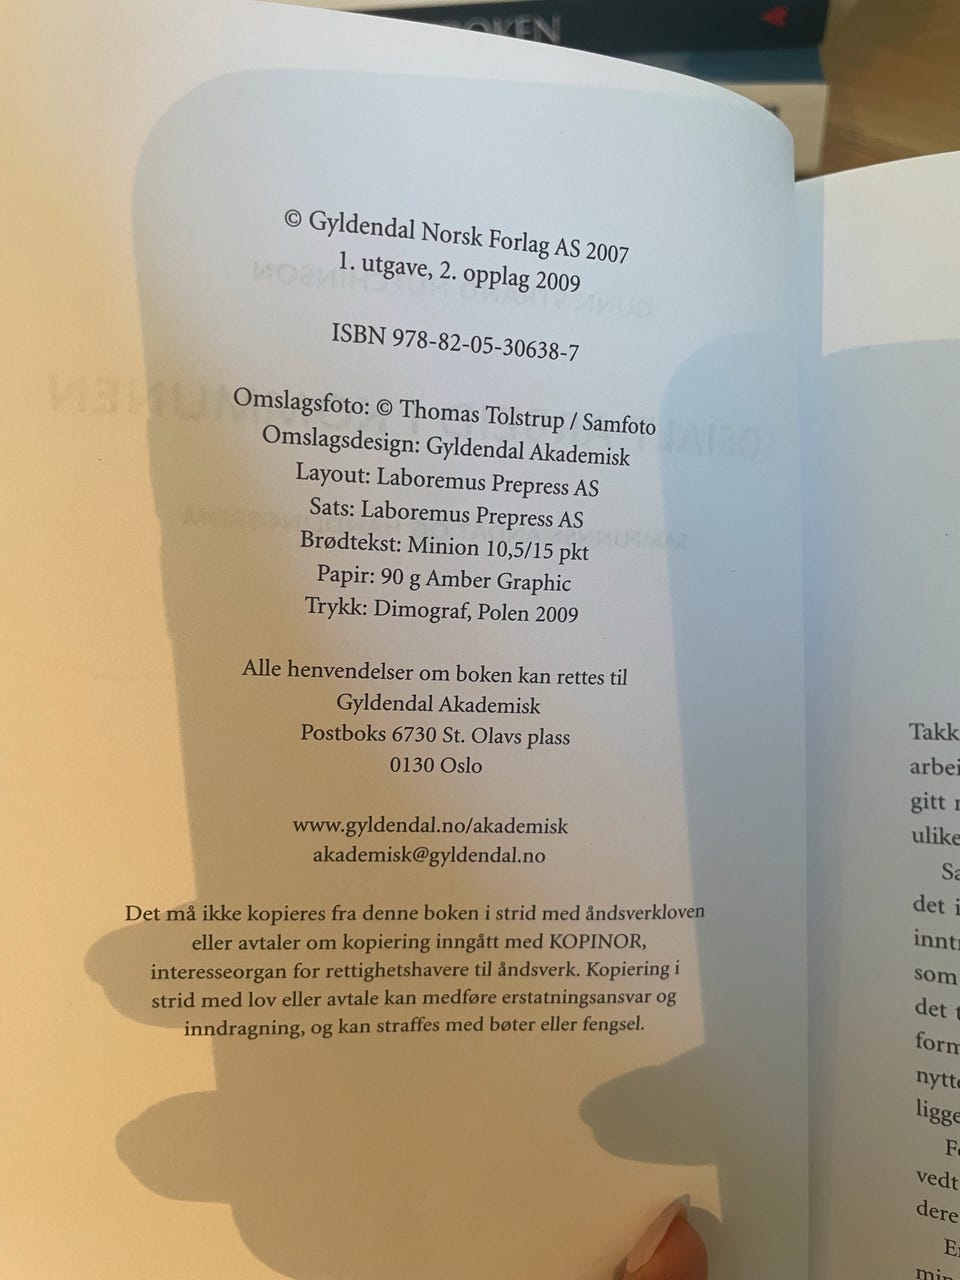 OKEN
© Gyldendal Norsk Forlag AS 2007
1. utgave, 2. opplag 2009
ISBN 978-82-05-30638-7
Omslagsfoto: © Thomas Tolstrup / Samfoto
Omslagsdesign: Gyldendal Akademisk
Layout: Laboremus Prepress AS
Sats: Laboremus Prepress AS
Brødtekst: Minion 10,5/15 pkt
Papir: 90 g Amber Graphic
Trykk: Dimograf, Polen 2009
Alle henvendelser om boken kan rettes til
Gyldendal Akademisk
Postboks 6730 St. Olavs plass
0130 Oslo
www.gyldendal.no/akademisk
akademisk@gyldendal.no
Det må ikke kopieres fra denne boken i strid med åndsverkloven
eller avtaler om kopiering inngått med KOPINOR,
interesseorgan for rettighetshavere til åndsverk. Kopiering i
strid med lov eller avtale kan medføre erstatningsansvar og
inndragning, og kan straffes med bøter eller fengsel.
Takk
arbei
gitt
ulike
Sa
det i
innt
som
det
form
nytt
ligge
F
vedt
dere
E
min